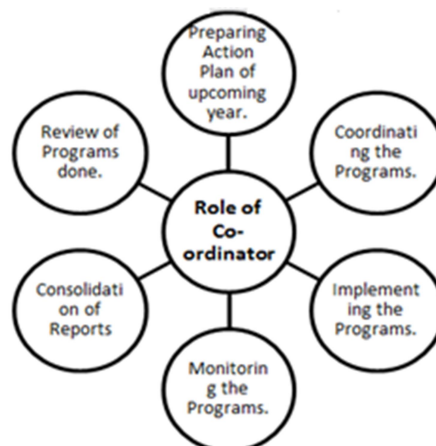 Preparing
Action
Plan of
upcoming
year.
Coordinati
ng the
Programs.
Implement
ing the
Programs.
Monitorin
g the
Programs.
Consolidati
on of
Reports
Review of
Programs
done.
Role of
Co-
ordinator